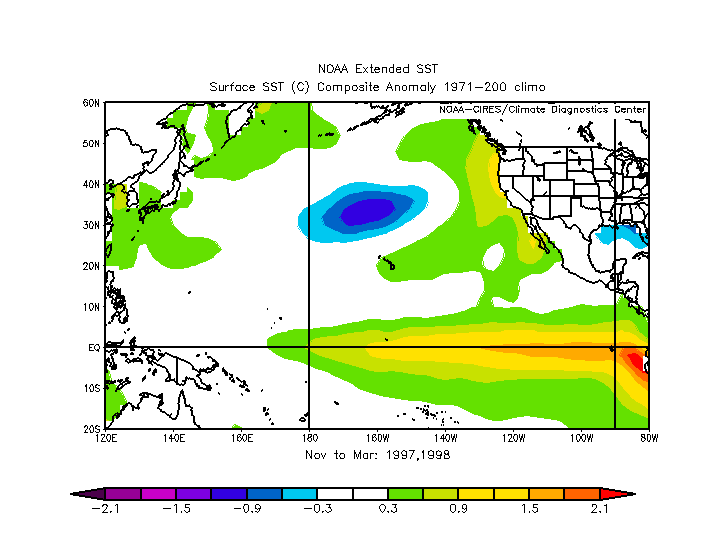 NOAA Extended SST
Surface SST (C) Composite Anomaly 1971-200 climo
NOAA-CIRES/Climate Diagnostics Center
60N
50N
40N
30N
20N
10N
EQ
10S
20S
120E 140E 160E 180 160W 140W 120W 100W 80W
Nov to Mar: 1997,1998
-2.1 -1.5 -0.9 -0.3 0.3 0.9 1.5 2.1